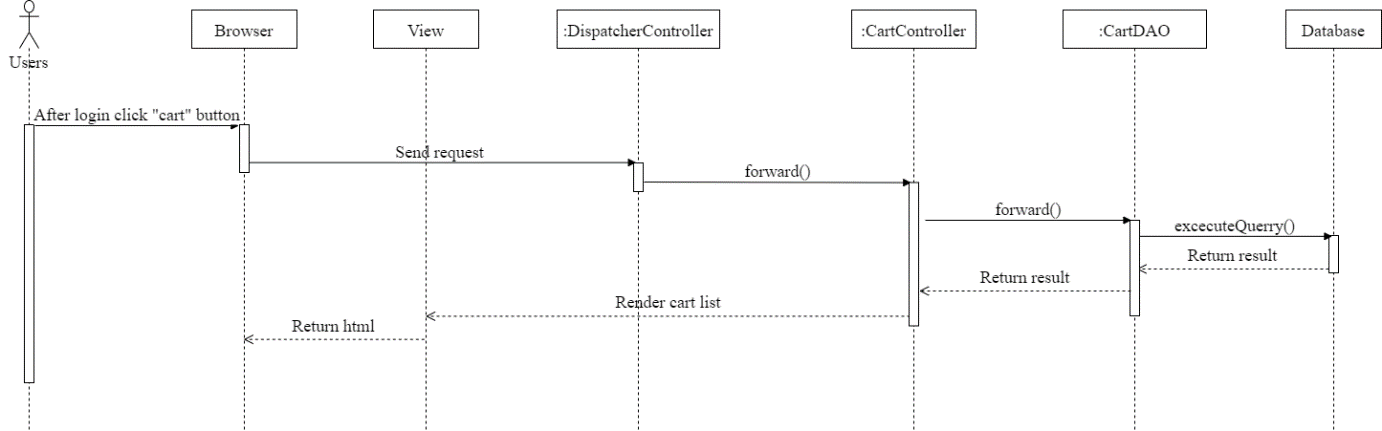 Browser
View
:DispatcherController
:CartController
:CartDAO
Database
Users
After login click "cart" button
Send request
forward()
forward()
excecuteQuerry()
Return result
Return result
Render cart list
Return html